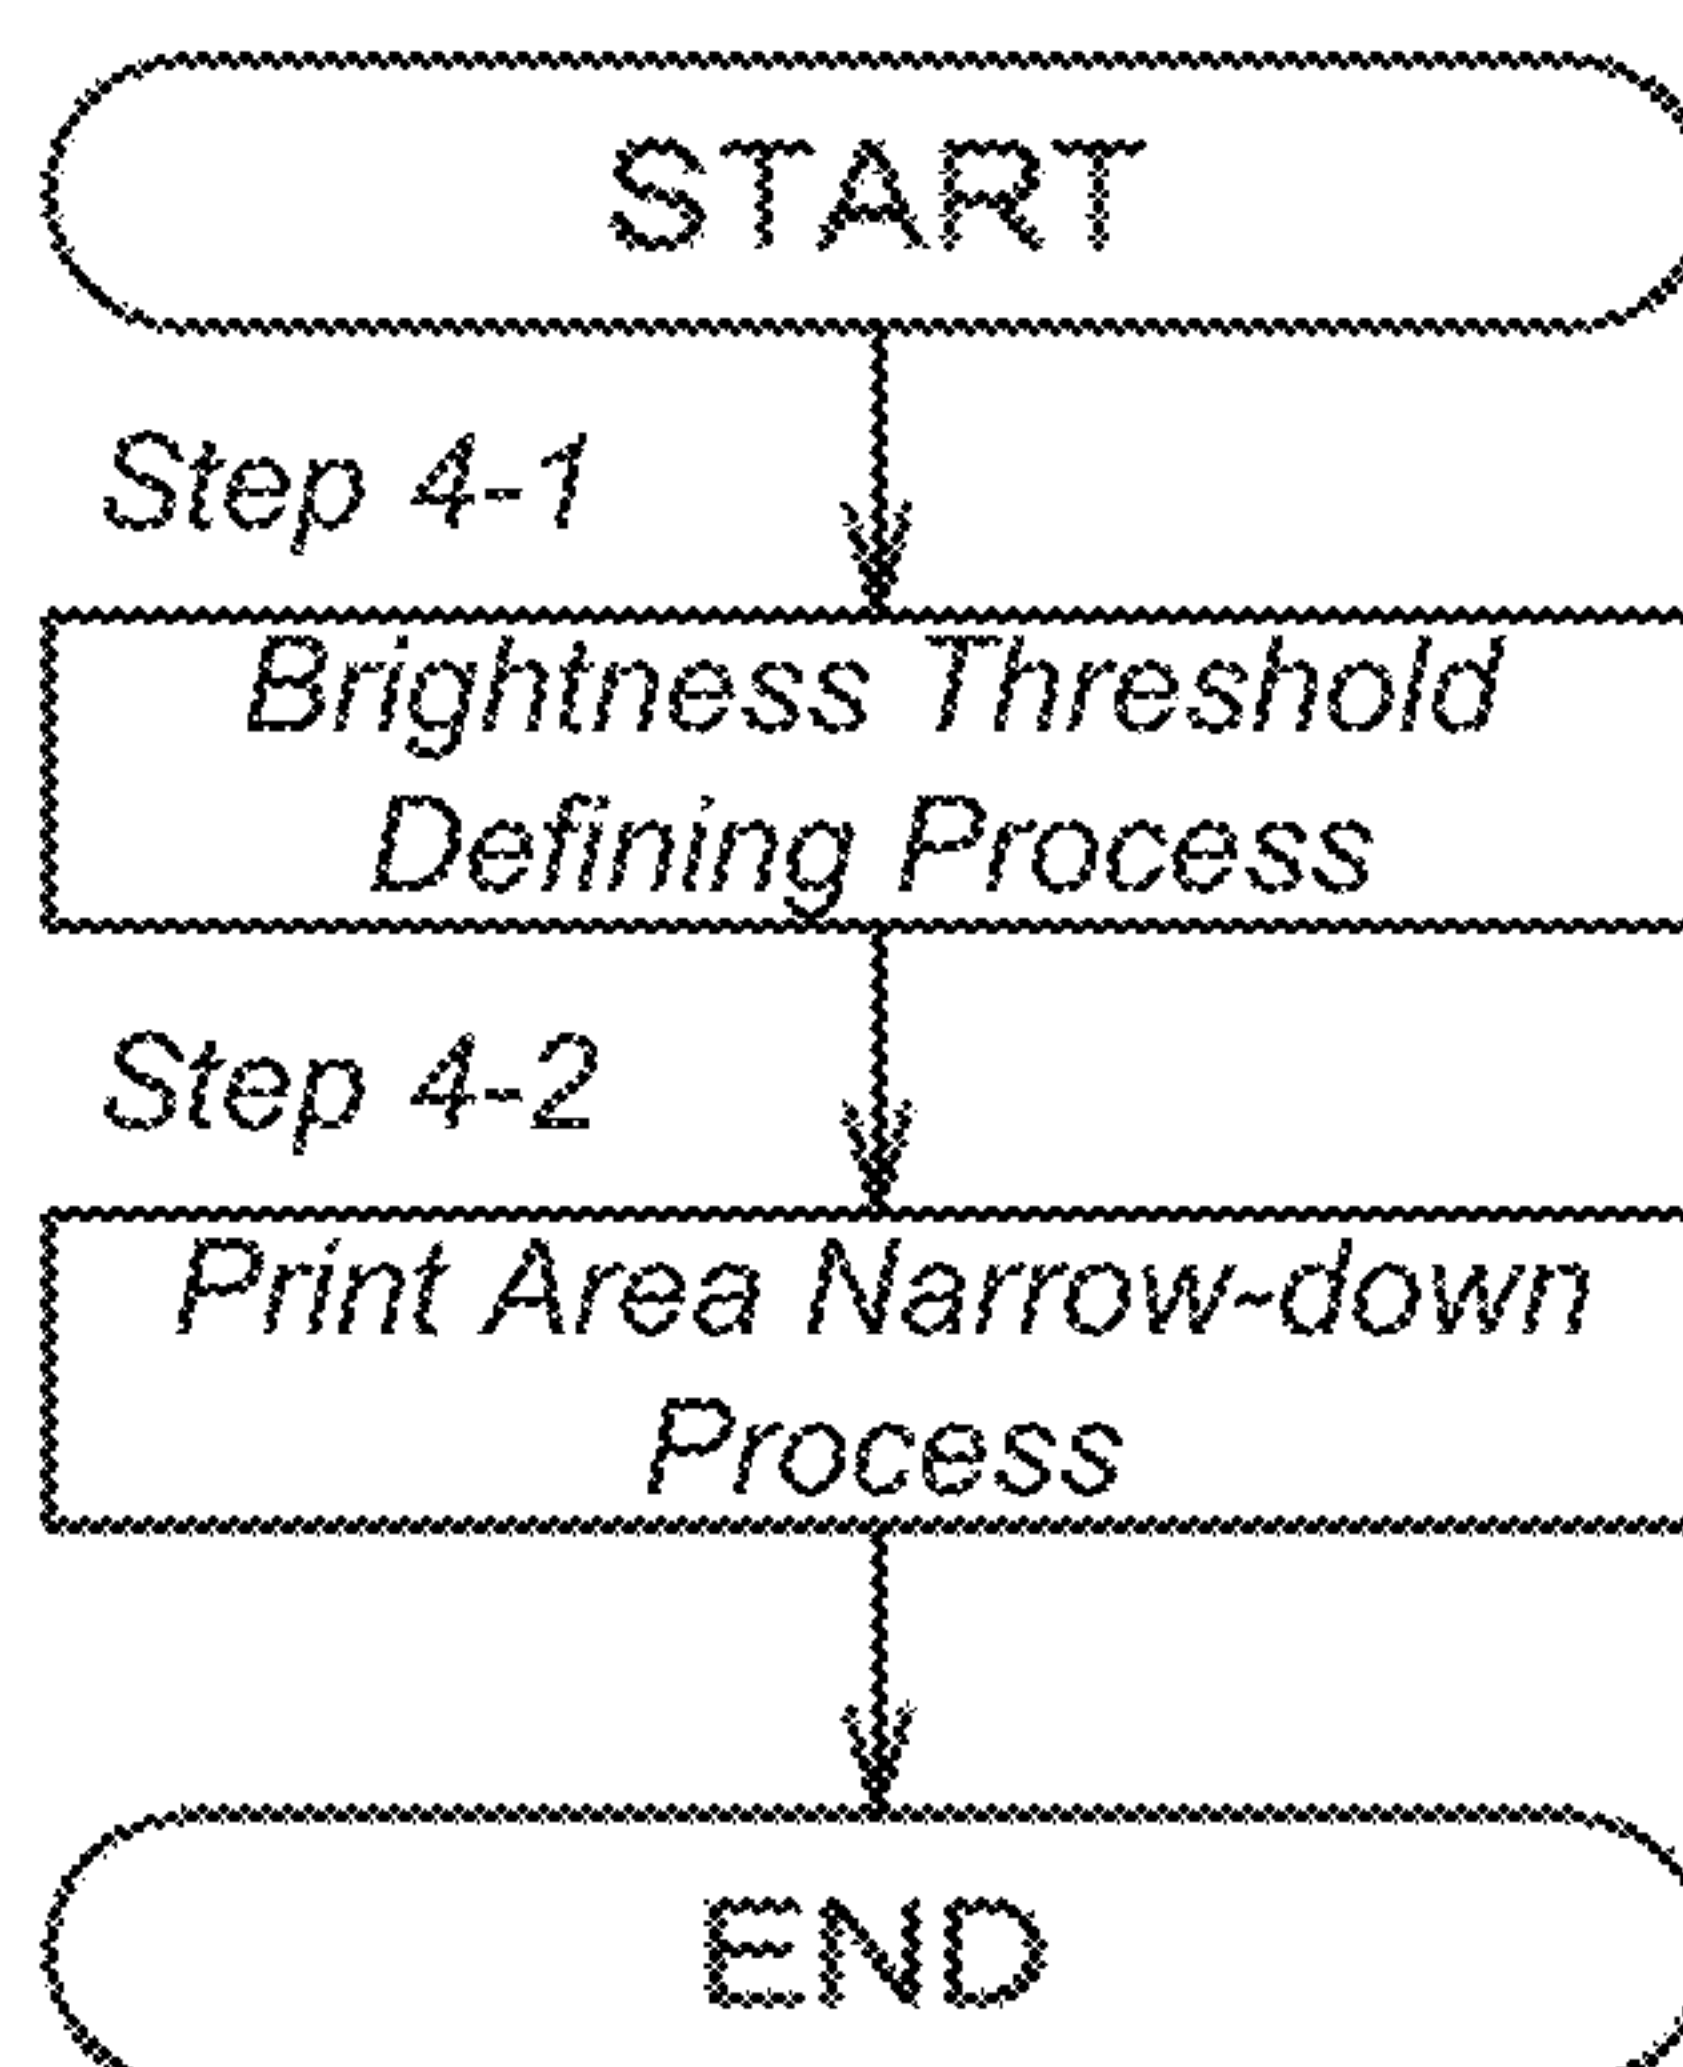 START
Step 4-1
Brightness Threshold
Defining Process
Step 4-2
Print Area Narrow-down
Process
END